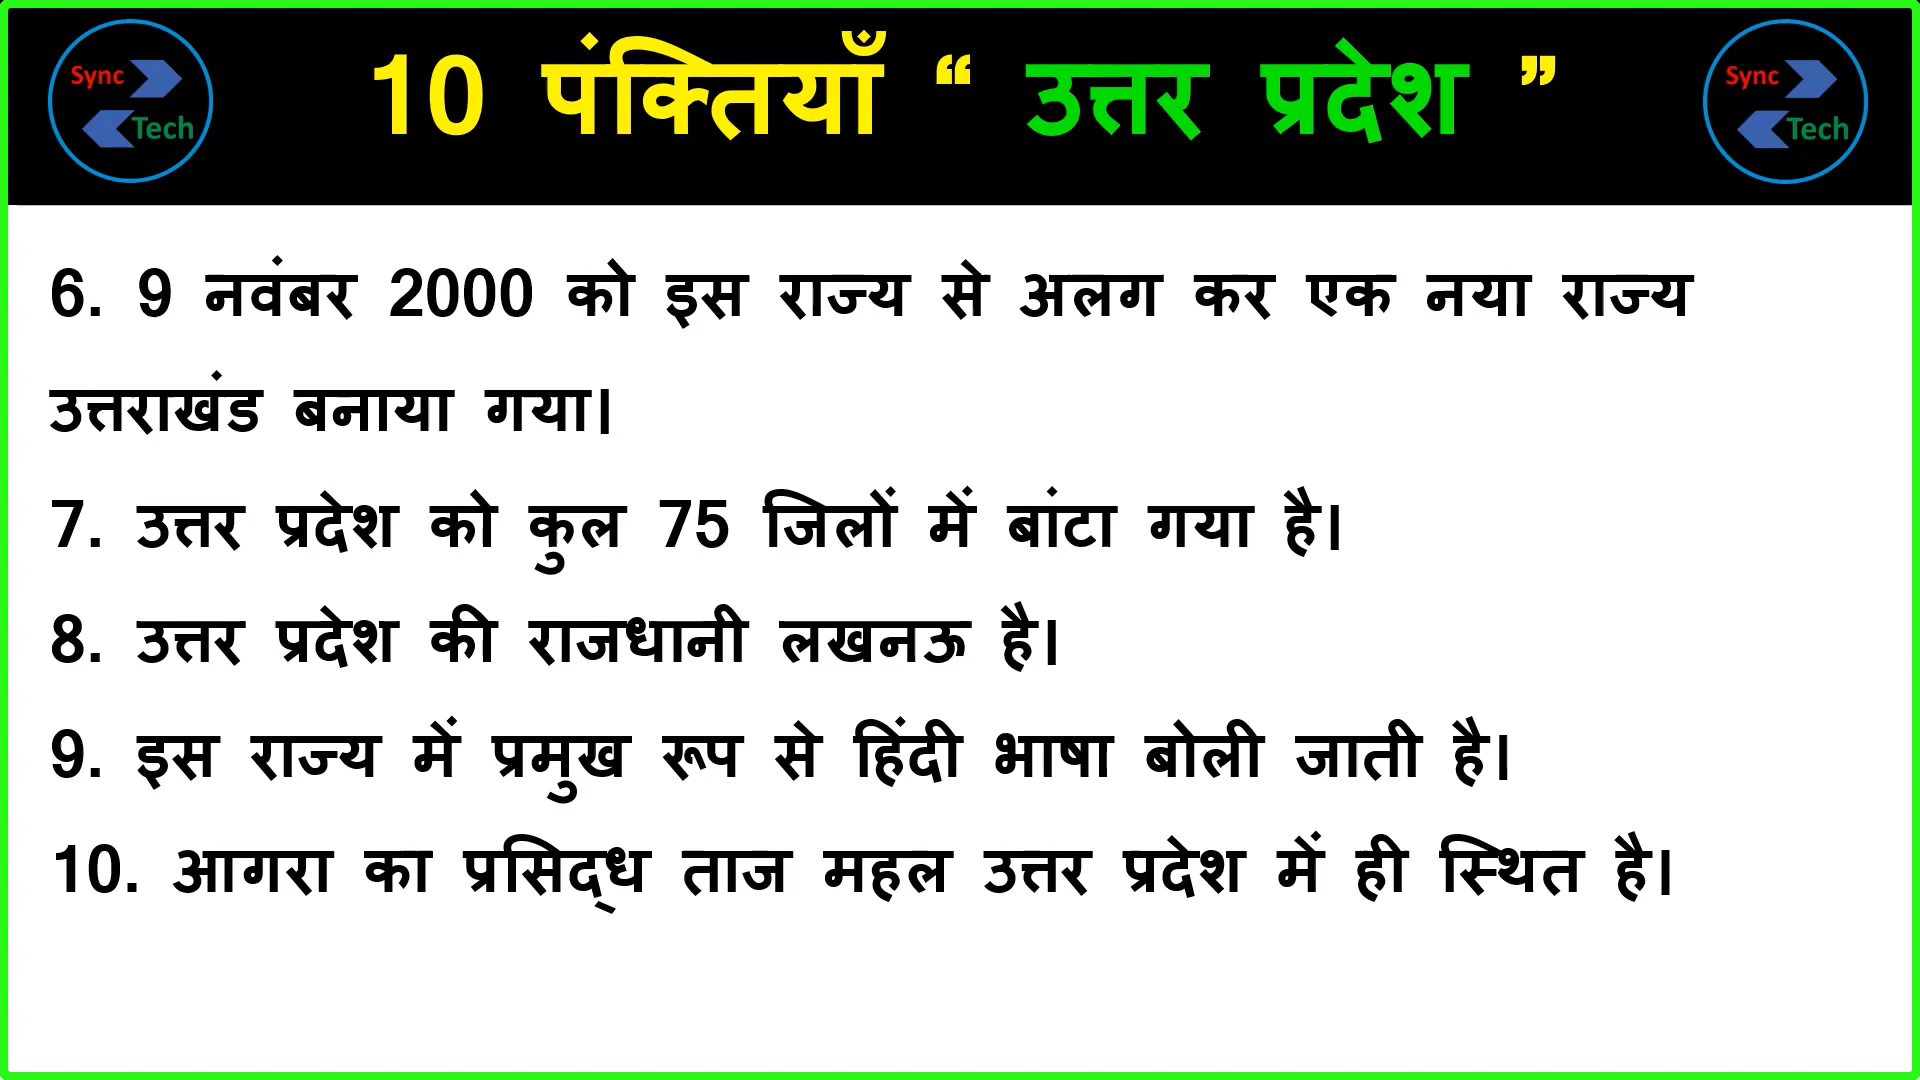 Sync
Tech
10 पंक्तियाँ “ उत्तर प्रदेश ”
Sync
Tech
6. 9 नवंबर 2000 को इस राज्य से अलग कर एक नया राज्य
उत्तराखंड बनाया गया।
7. उत्तर प्रदेश को कुल 75 जिलों में बांटा गया है।
8. उत्तर प्रदेश की राजधानी लखनऊ है।
9. इस राज्य में प्रमुख रूप से हिंदी भाषा बोली जाती है।
10. आगरा का प्रसिद्ध ताज महल उत्तर प्रदेश में ही स्थित है।